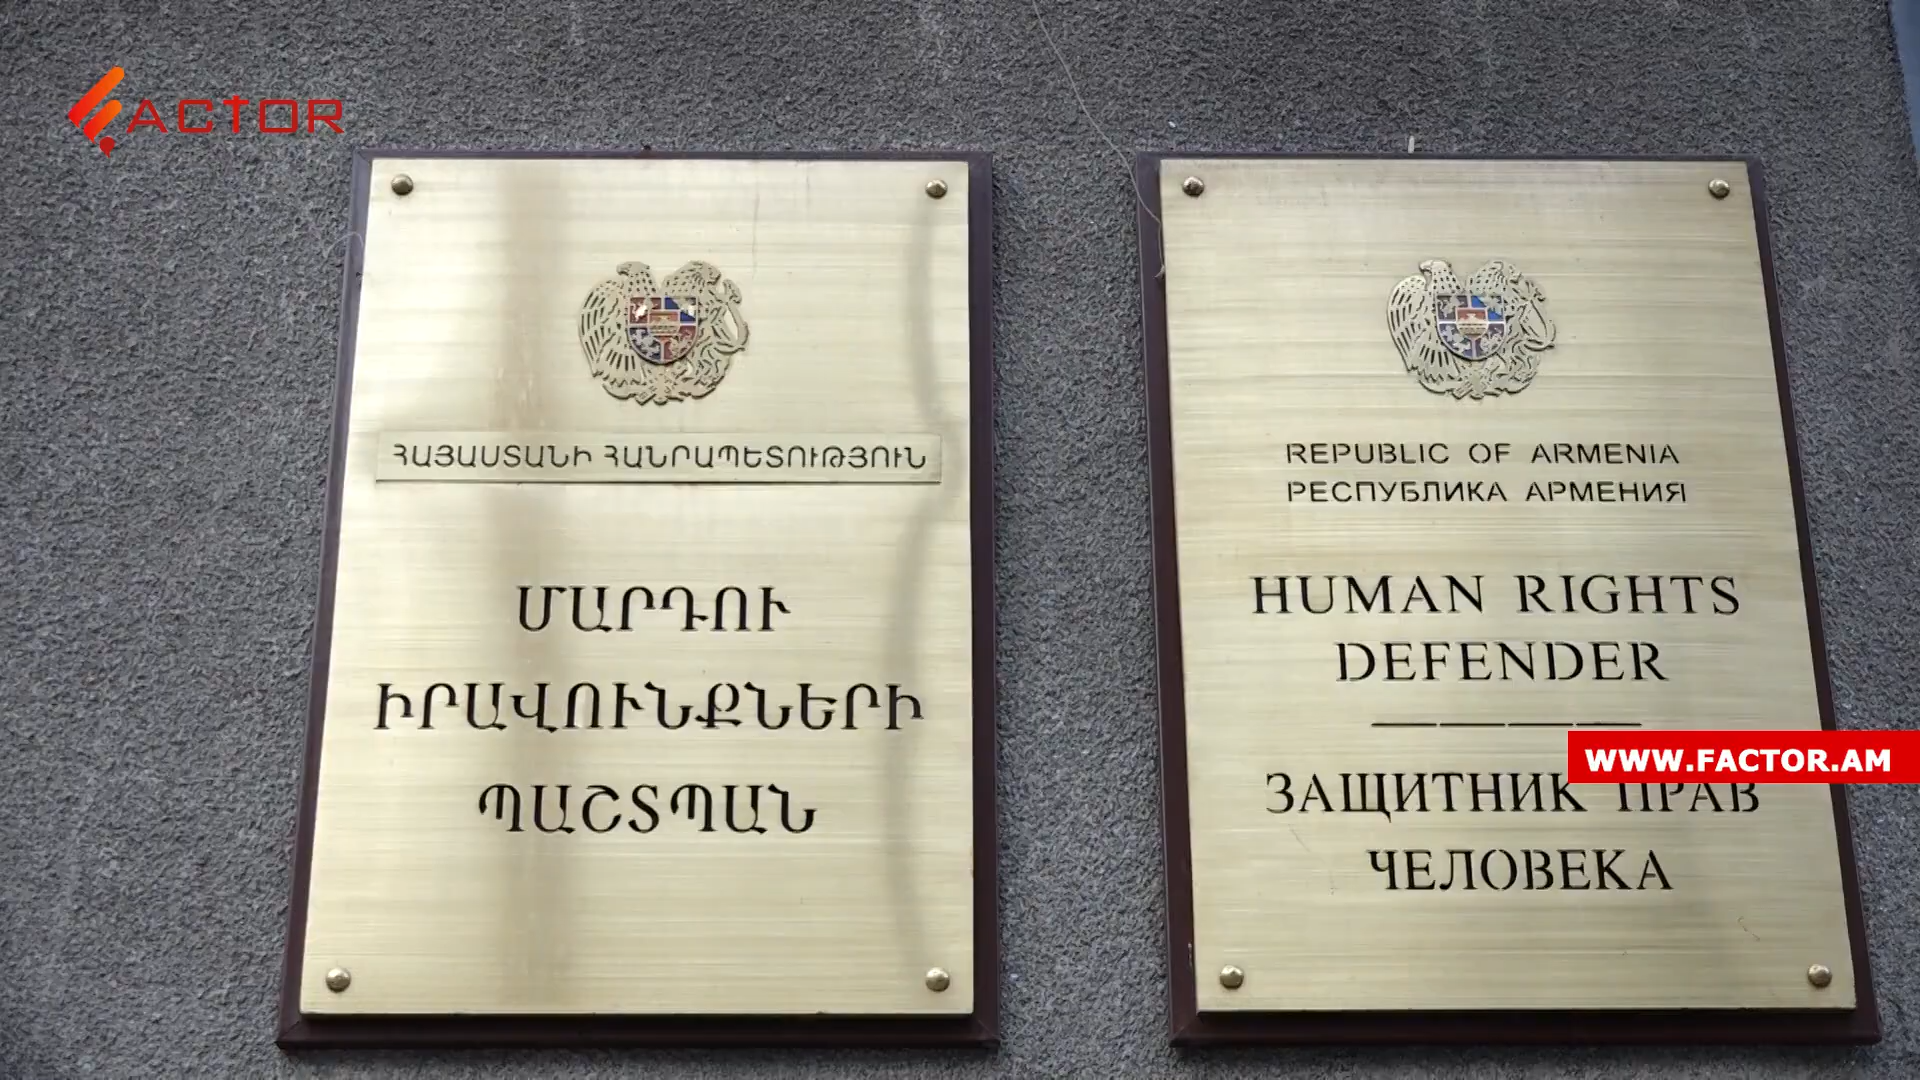 FACTOR
ՀԱՅԱՍՏԱՆԻ ՀԱՆՐԱՊԵՏՈՒԹՅՈՒՆ
ՄԱՐԴՈՒ
ԻՐԱՎՈՒՆՔՆԵՐԻ
ՊԱՇՏՊԱՆ
REPUBLIC OF ARMENIA
РЕСПУБЛИКА АРМЕНИЯ
HUMAN RIGHTS
DEFENDER
WWW.FACTOR.AM
ЗАЩИТНИК ПРАВ
ЧЕЛОВЕКА